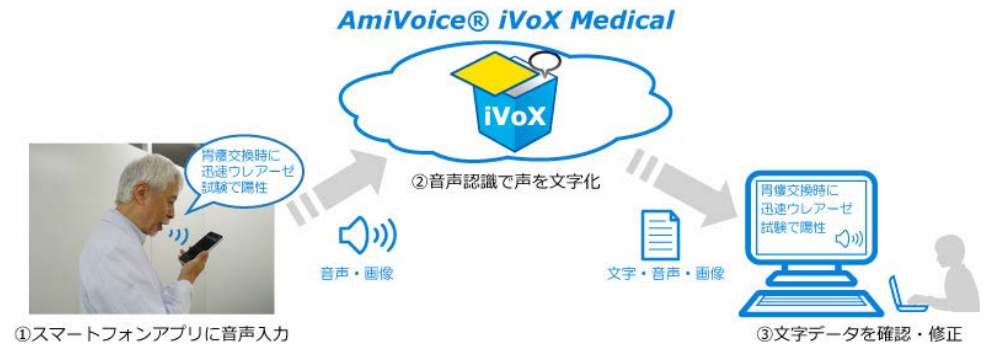 AmiVoice® iVoX Medical
iVoX
胃瘻交換時に
迅速ウレアーゼ
試験で陽性
②音声認識で声を文字化
音声・画像
文字・音声・画像
胃瘻交換時に
迅速ウレアーゼ
試験で陽性
①スマートフォンアプリに音声入力
③文字データを確認・修正